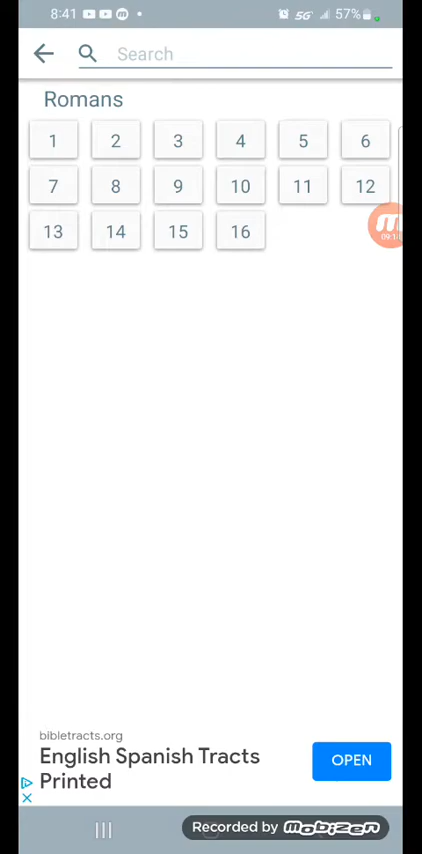 8:41
5G 57%
Search
Romans
1 2 3 4 5 6
7 8 9 10 11 12
13 14 15 16
bibletracts.org
English Spanish Tracts
Printed
OPEN
Recorded by mobizen